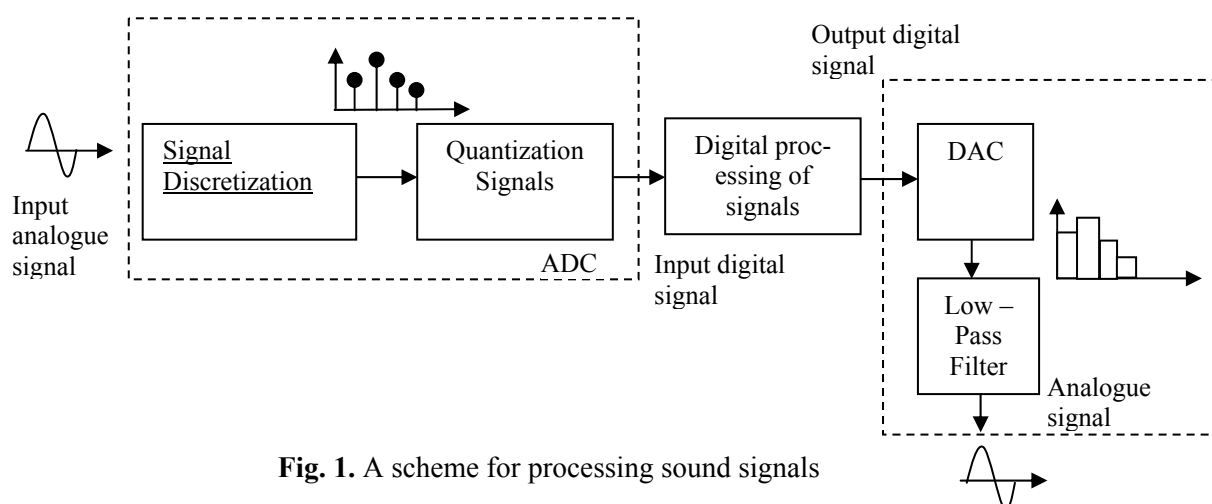 Input
analogue
signal
Signal
Discretization
Quantization
Signals
ADC
Digital proc-
essing of
signals
Input digital
signal
Output digital
signal
DAC
Low –
Pass
Filter
Analogue
signal
Fig. 1. A scheme for processing sound signals